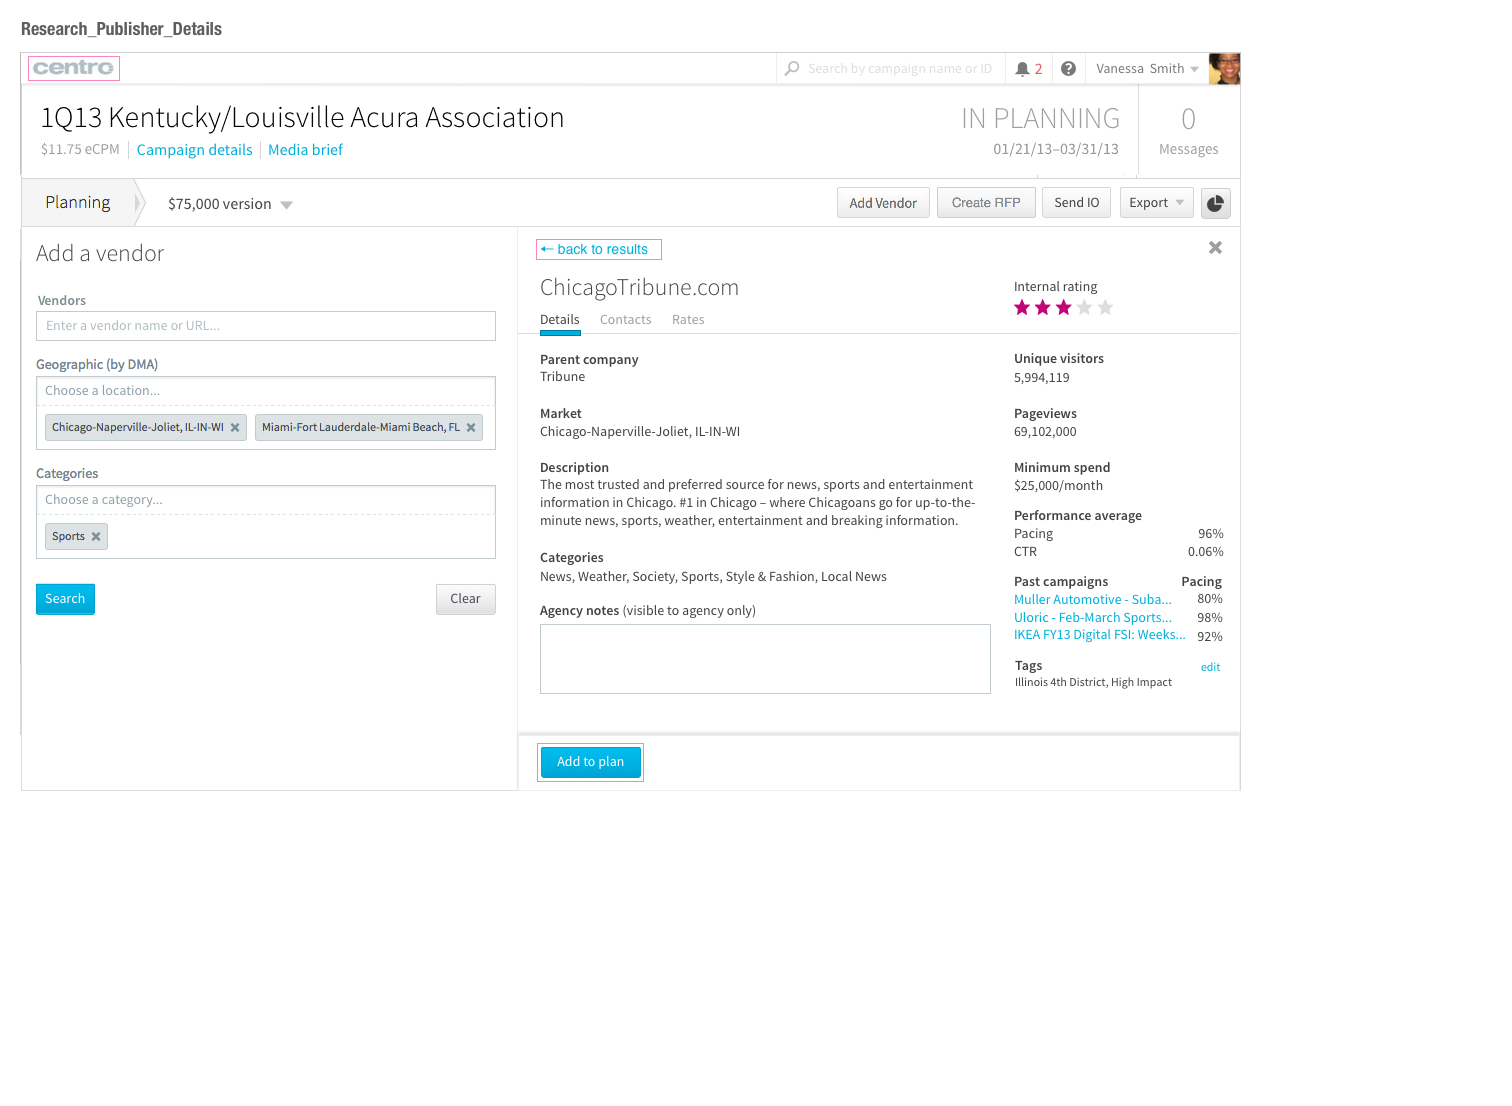 Research_Publisher_Details
centro
Search by campaign name or ID
2
?
Vanessa Smith
1Q13 Kentucky/Louisville Acura Association
$11.75 eCPM
Campaign details
Media brief
IN PLANNING
01/21/13–03/31/13
0
Messages
Planning
$75,000 version
Add Vendor
Create RFP
Send IO
Export
Add a vendor
Vendors
Enter a vendor name or URL...
Geographic (by DMA)
Choose a location...
Chicago-Naperville-Joliet, IL-IN-WI
Miami-Fort Lauderdale-Miami Beach, FL
Categories
Choose a category...
Sports
Search
Clear
← back to results
ChicagoTribune.com
Details
Contacts
Rates
Parent company
Tribune
Market
Chicago-Naperville-Joliet, IL-IN-WI
Description
The most trusted and preferred source for news, sports and entertainment
information in Chicago. #1 in Chicago – where Chicagoans go for up-to-the-
minute news, sports, weather, entertainment and breaking information.
Categories
News, Weather, Society, Sports, Style & Fashion, Local News
Agency notes (visible to agency only)
Internal rating
Unique visitors
5,994,119
Pageviews
69,102,000
Minimum spend
$25,000/month
Performance average
Pacing 96%
CTR 0.06%
Past campaigns Pacing
Muller Automotive - Suba... 80%
Uloric - Feb-March Sports... 98%
IKEA FY13 Digital FSI: Weeks... 92%
Tags edit
Illinois 4th District, High Impact
Add to plan